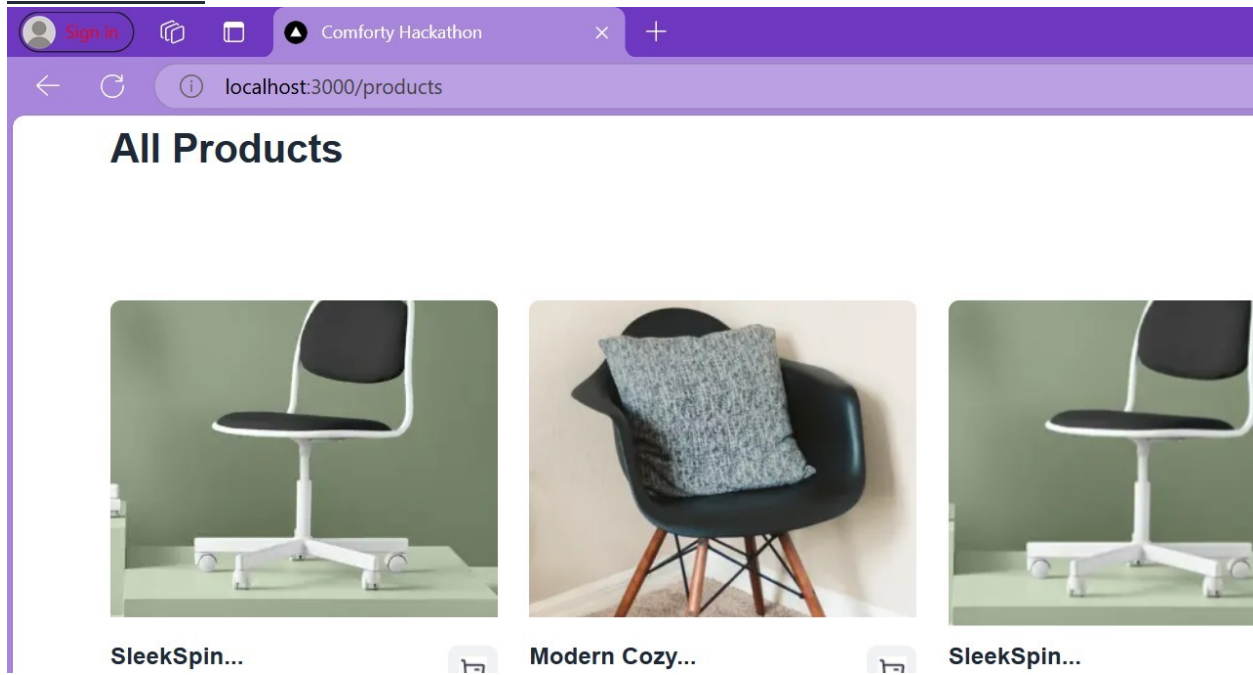 Sign in
Comforty Hackathon
localhost:3000/products
All Products
SleekSpin...
Modern Cozy...
SleekSpin...